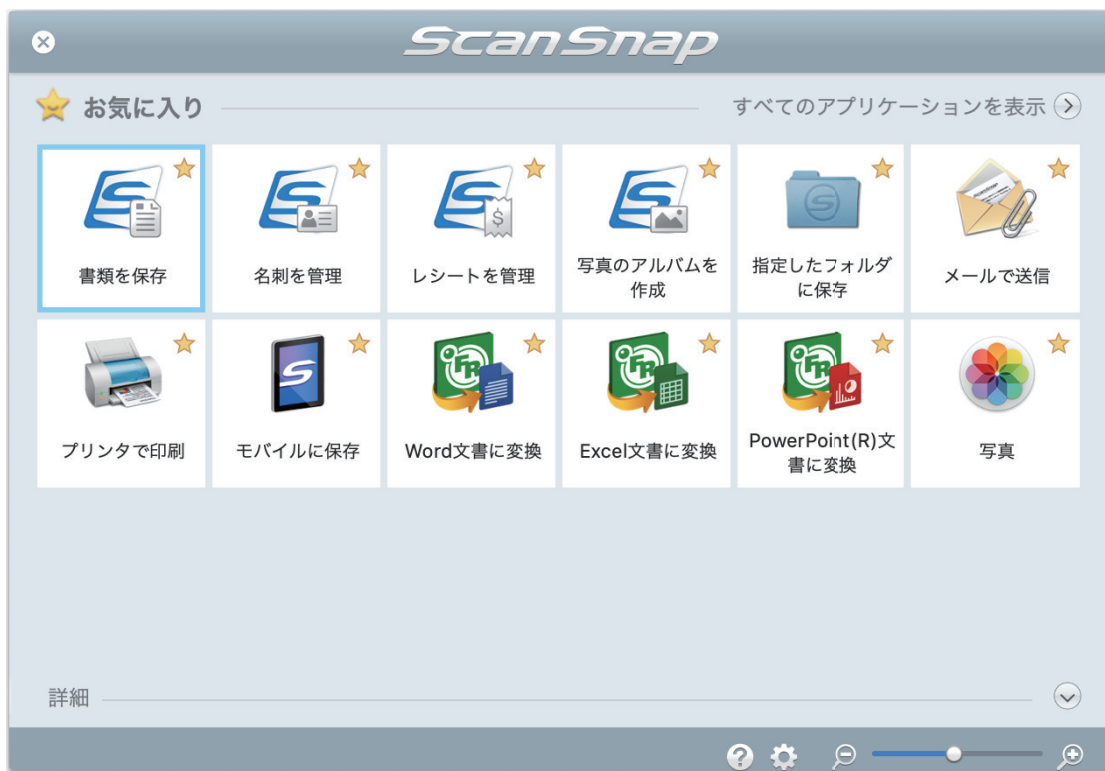 ScanSnap
お気に入り
すべてのアプリケーションを表示
書類を保存
名刺を管理
レシートを管理
写真のアルバムを
作成
指定したフォルダ
に保存
メールで送信
プリンタで印刷
モバイルに保存
Word文書に変換
Excel文書に変換
PowerPoint(R)文
書に変換
写真
詳細